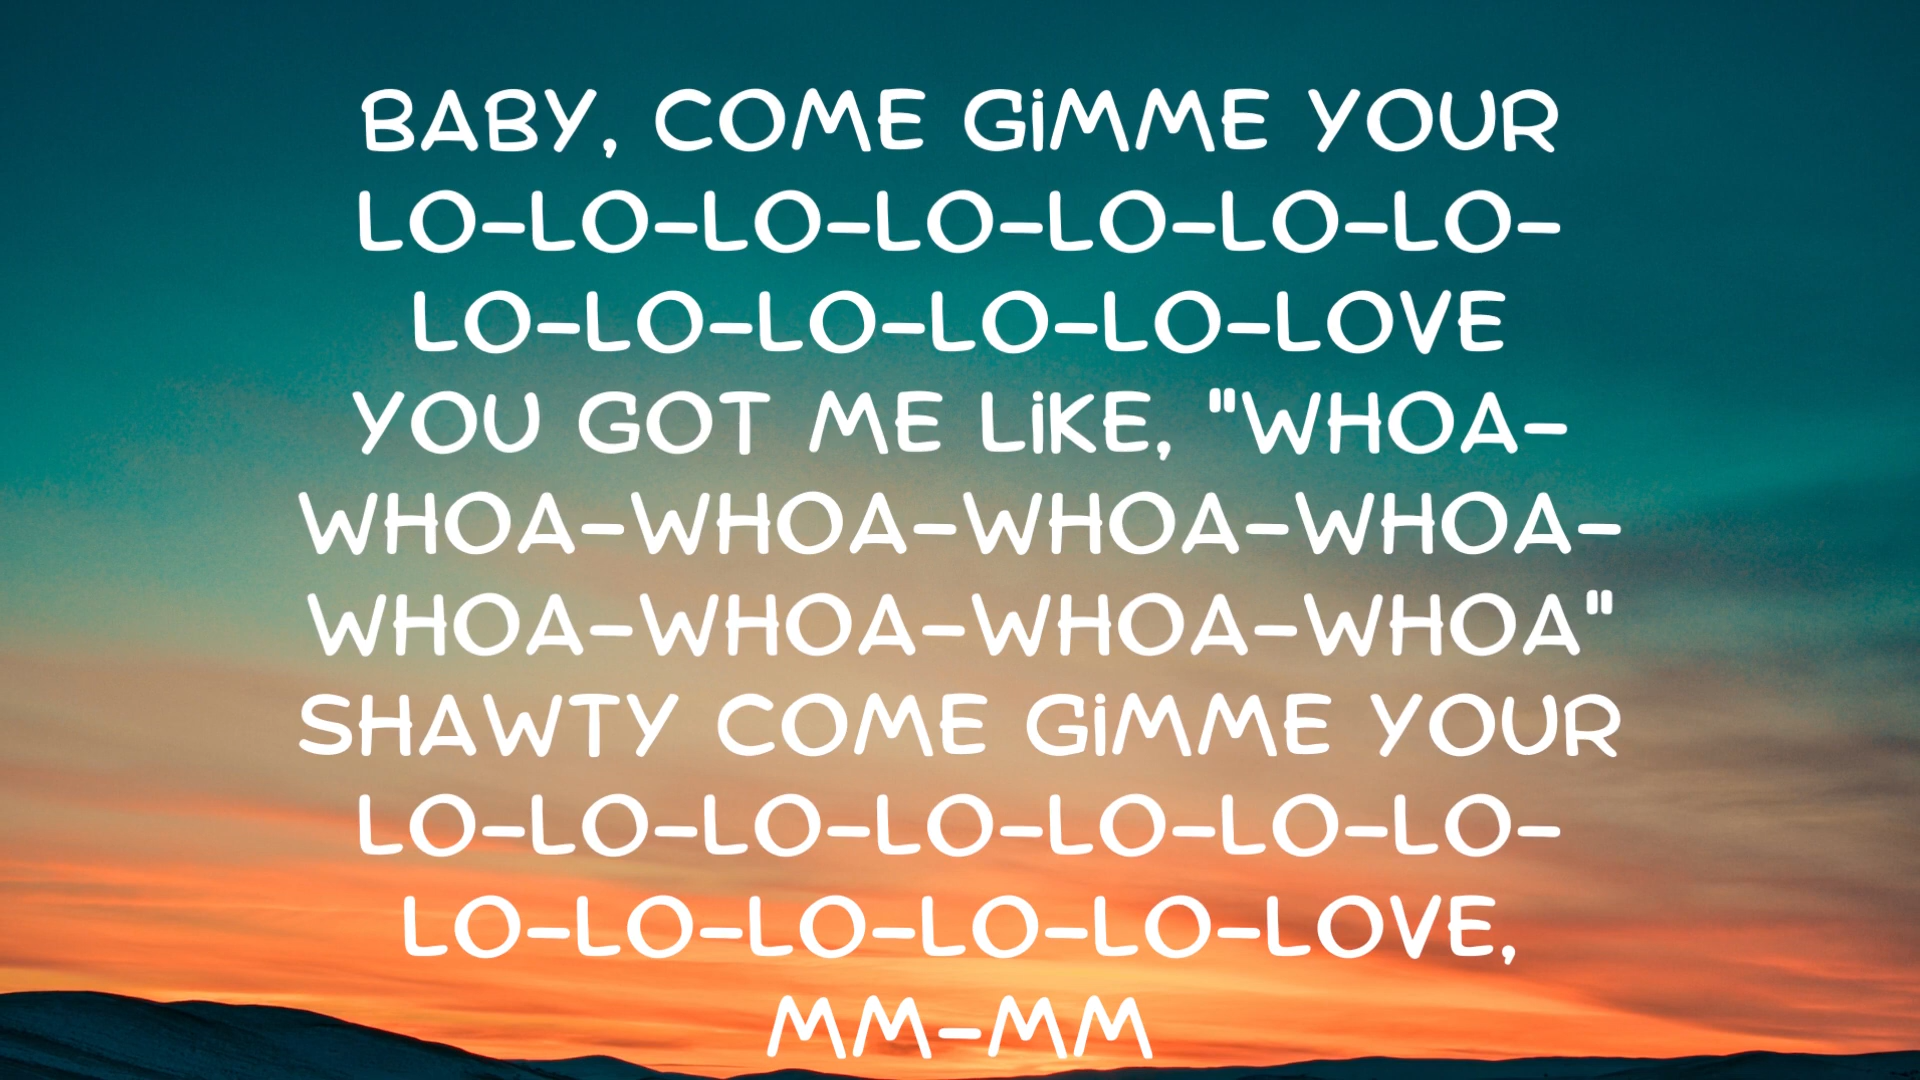 BABY, COME GIMME YOUR
LO-LO-LO-LO-LO-LO-LO-
LO-LO-LO-LO-LO-LOVE
YOU GOT ME LIKE, "WHOA-
WHOA-WHOA-WHOA-WHOA-
WHOA-WHOA-WHOA-WHOA"
SHAWTY COME GIMME YOUR
LO-LO-LO-LO-LO-LO-LO-
LO-LO-LO-LO-LO-LOVE,
MM-MM